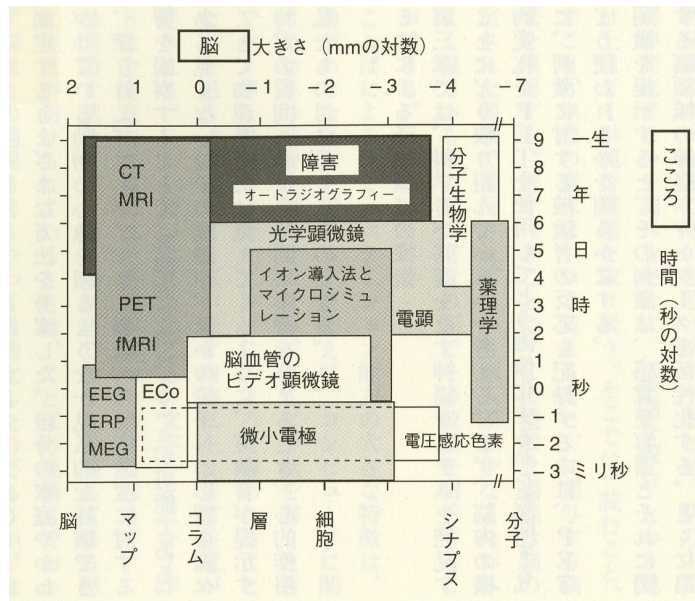 脳 大きさ（mmの対数）
2 1 0 −1 −2 −3 −4 −7
障害
オートラジオグラフィー
分子生物学
CT
MRI
光学顕微鏡
イオン導入法と
マイクロシミュ
レーション
PET
fMRI
電顕
薬理学
脳血管の
ビデオ顕微鏡
EEG
ERP
MEG
ECo
微小電極
電圧感応色素
9 一生
8
7 年
6
5 日
4
3 時
2
1
0 秒
1
2
3 ミリ秒
こころ 時間（秒の対数）
脳
マップ
コラム
層
細胞
シナプス
分子